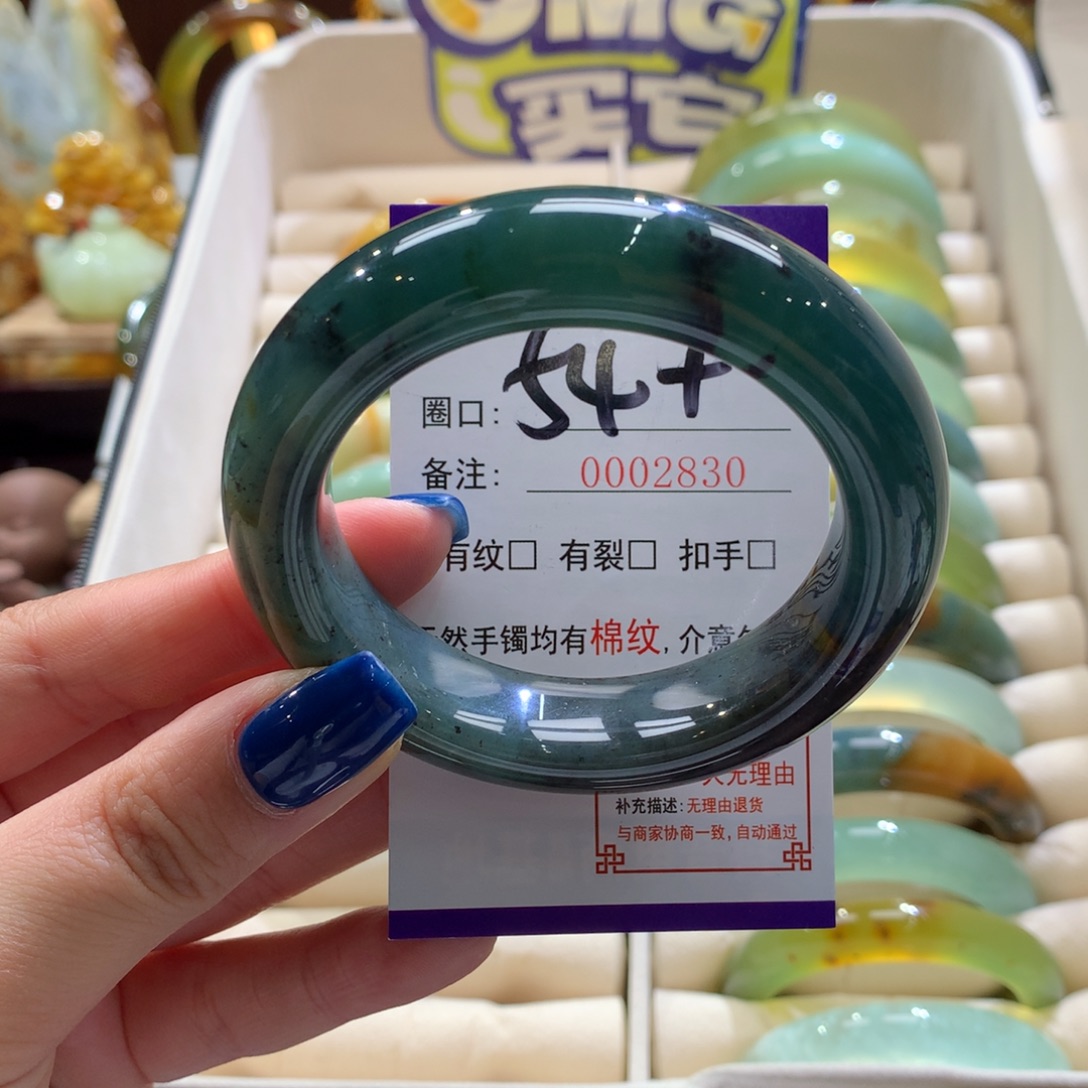 OMG
买它
圈口: 54+
备注: 0002830
有纹□ 有裂□ 扣手□
然手镯均有棉纹, 介意
无理由
补充描述:无理由退货
与商家协商一致, 自动通过